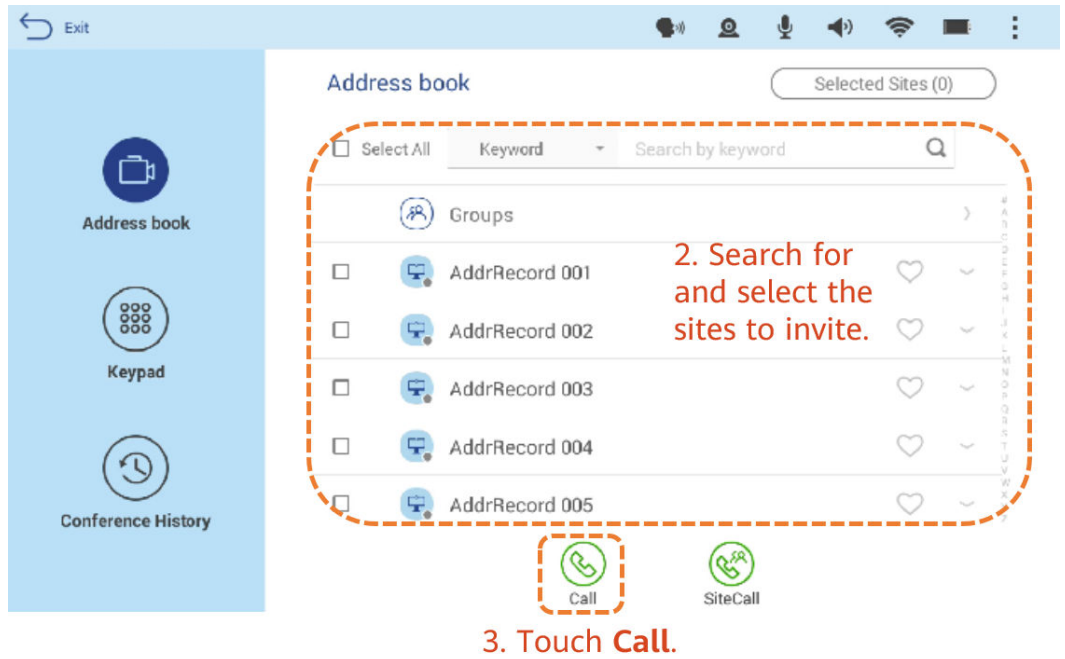 Exit
Address book
Selected Sites (0)
Select All
Keyword
Search by keyword
Groups
AddrRecord 001
AddrRecord 002
AddrRecord 003
AddrRecord 004
AddrRecord 005
2. Search for
and select the
sites to invite.
Address book
Keypad
Conference History
Call
SiteCall
3. Touch Call.